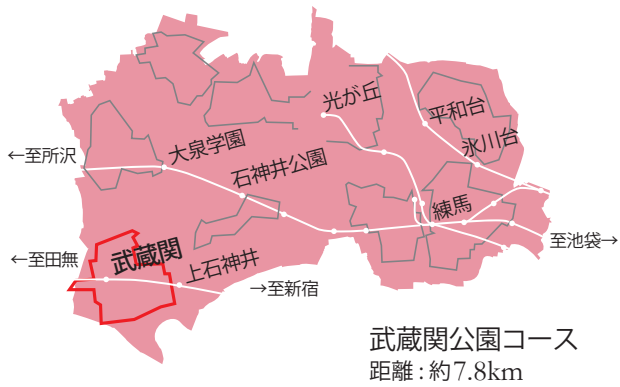 光が丘
平和台
氷川台
大泉学園
←至所沢
石神井公園
練馬
至池袋→
武蔵関
←至田無
上石神井
→至新宿
武蔵関公園コース
距離:約7.8km